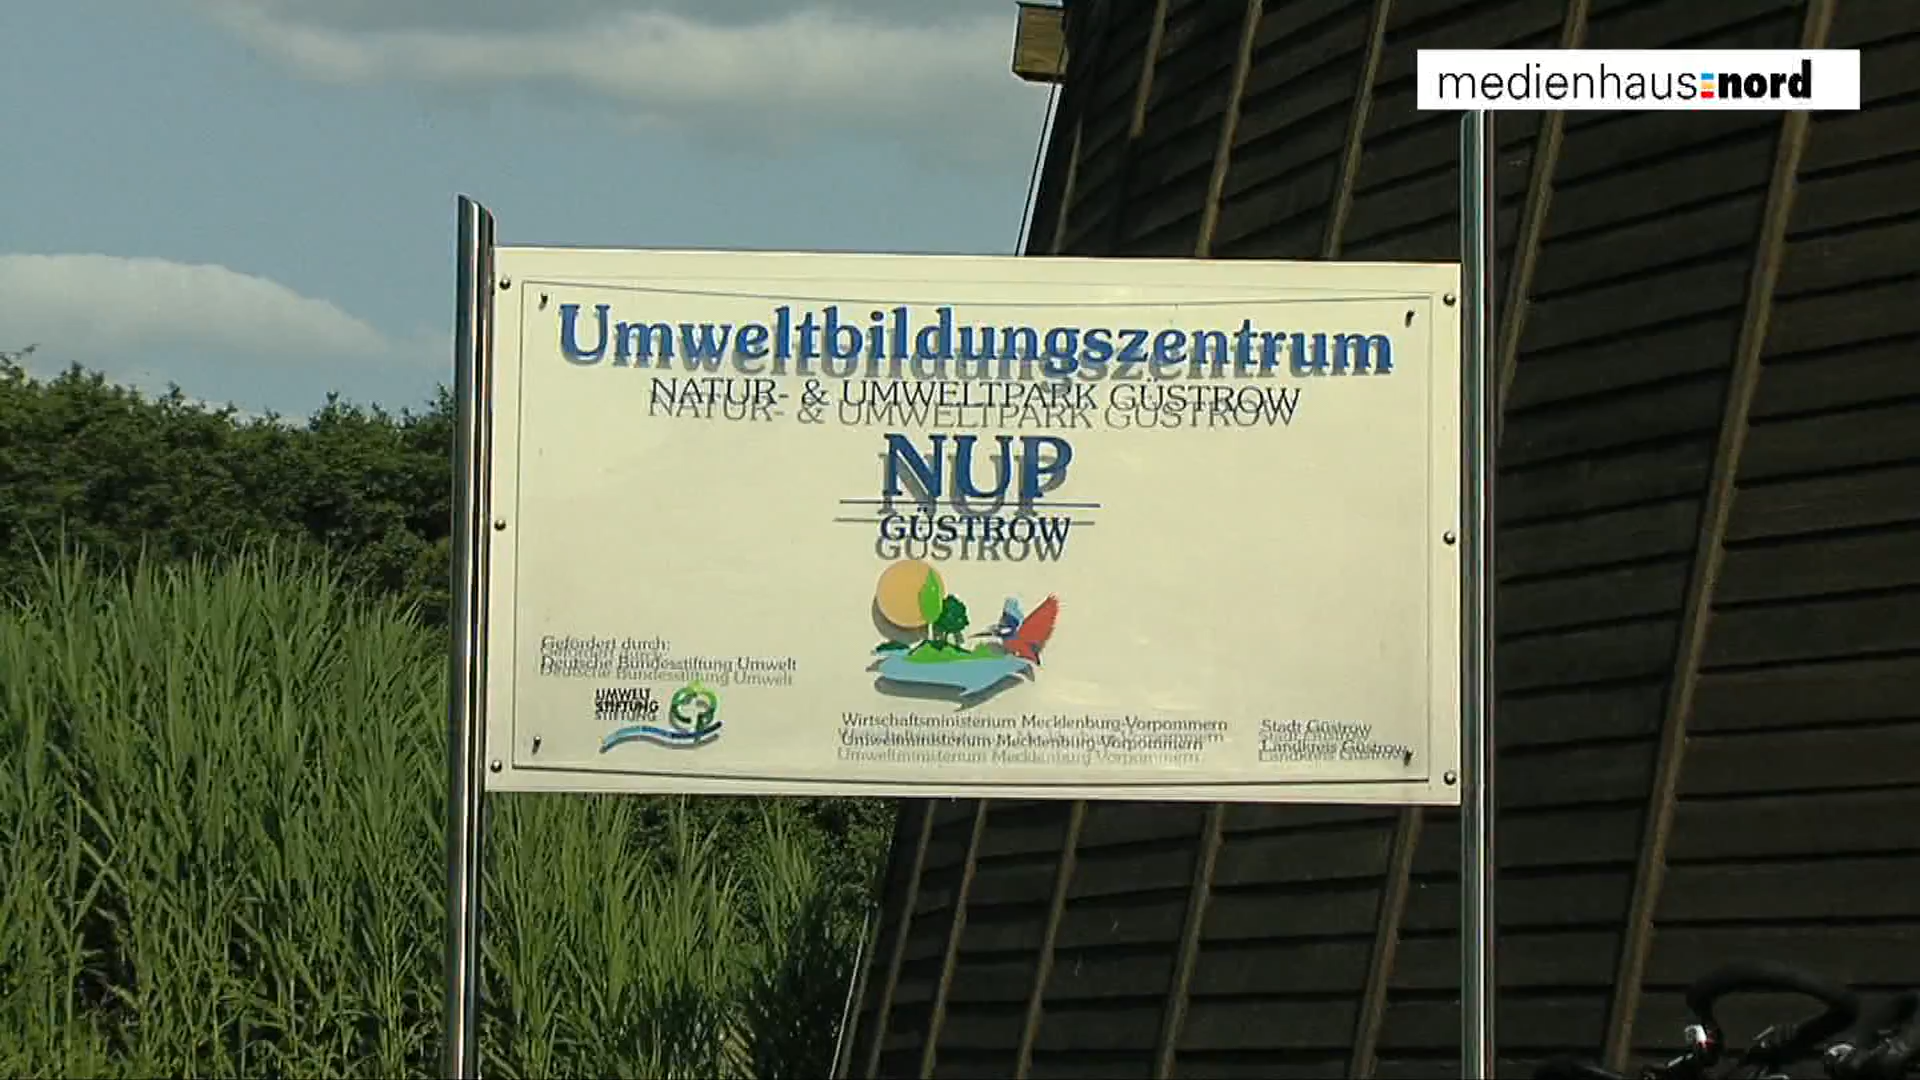 medienhaus:nord
Umweltbildungszentrum
NATUR- & UMWELTPARK GÜSTROW
NUP
GÜSTROW
Gefördert durch:
Deutsche Bundesstiftung Umwelt
UMWELT
STIFTUNG
Wirtschaftsministerium Mecklenburg-Vorpommern
Umweltministerium Mecklenburg-Vorpommern
Stadt Güstrow
Landkreis Güstrow